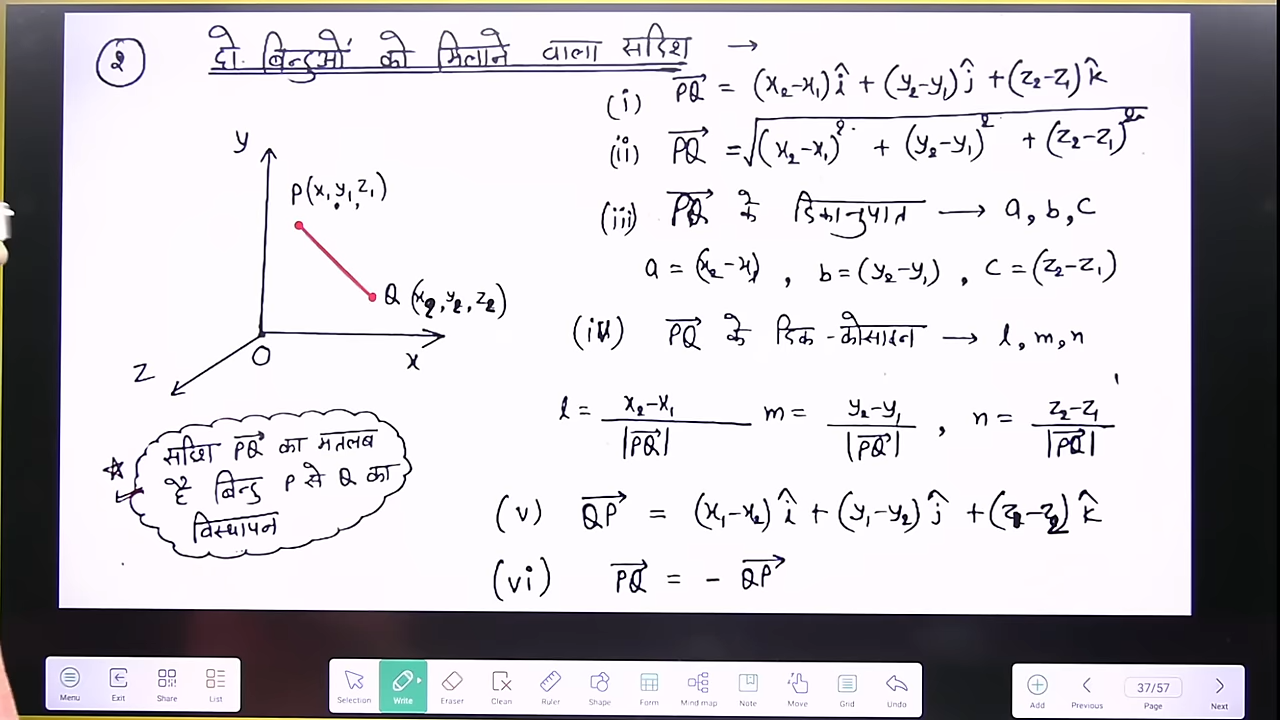 २ दो बिन्दुओं को मिलाने वाला सदिश →
(i) PQ⃗ = (x₂-x₁)î + (y₂-y₁)ĵ + (z₂-z₁)k̂
(ii) PQ⃗ = √(x₂-x₁)² + (y₂-y₁)² + (z₂-z₁)²
(iii) PQ⃗ के दिकानुपात → a, b, c
a = (x₂-x₁), b = (y₂-y₁), c = (z₂-z₁)
(iv) PQ⃗ के दिक-कोसाइन → l, m, n
l = x₂-x₁/|PQ⃗| m = y₂-y₁/|PQ⃗|, n = z₂-z₁/|PQ⃗|
(v) QP⃗ = (x₁-x₂)î + (y₁-y₂)ĵ + (z₁-z₂)k̂
(vi) PQ⃗ = - QP⃗
y
P(x₁y₁,z₁)
Q (x₂,y₂,z₂)
O
x
z
सदिश PQ⃗ का मतलब
है बिन्दु P से Q का
विस्थापन
Menu Exit Share List
Selection Write Eraser Clean Ruler Shape Form Mind map Note Move Grid Undo
Add Previous 37/57 Page Next